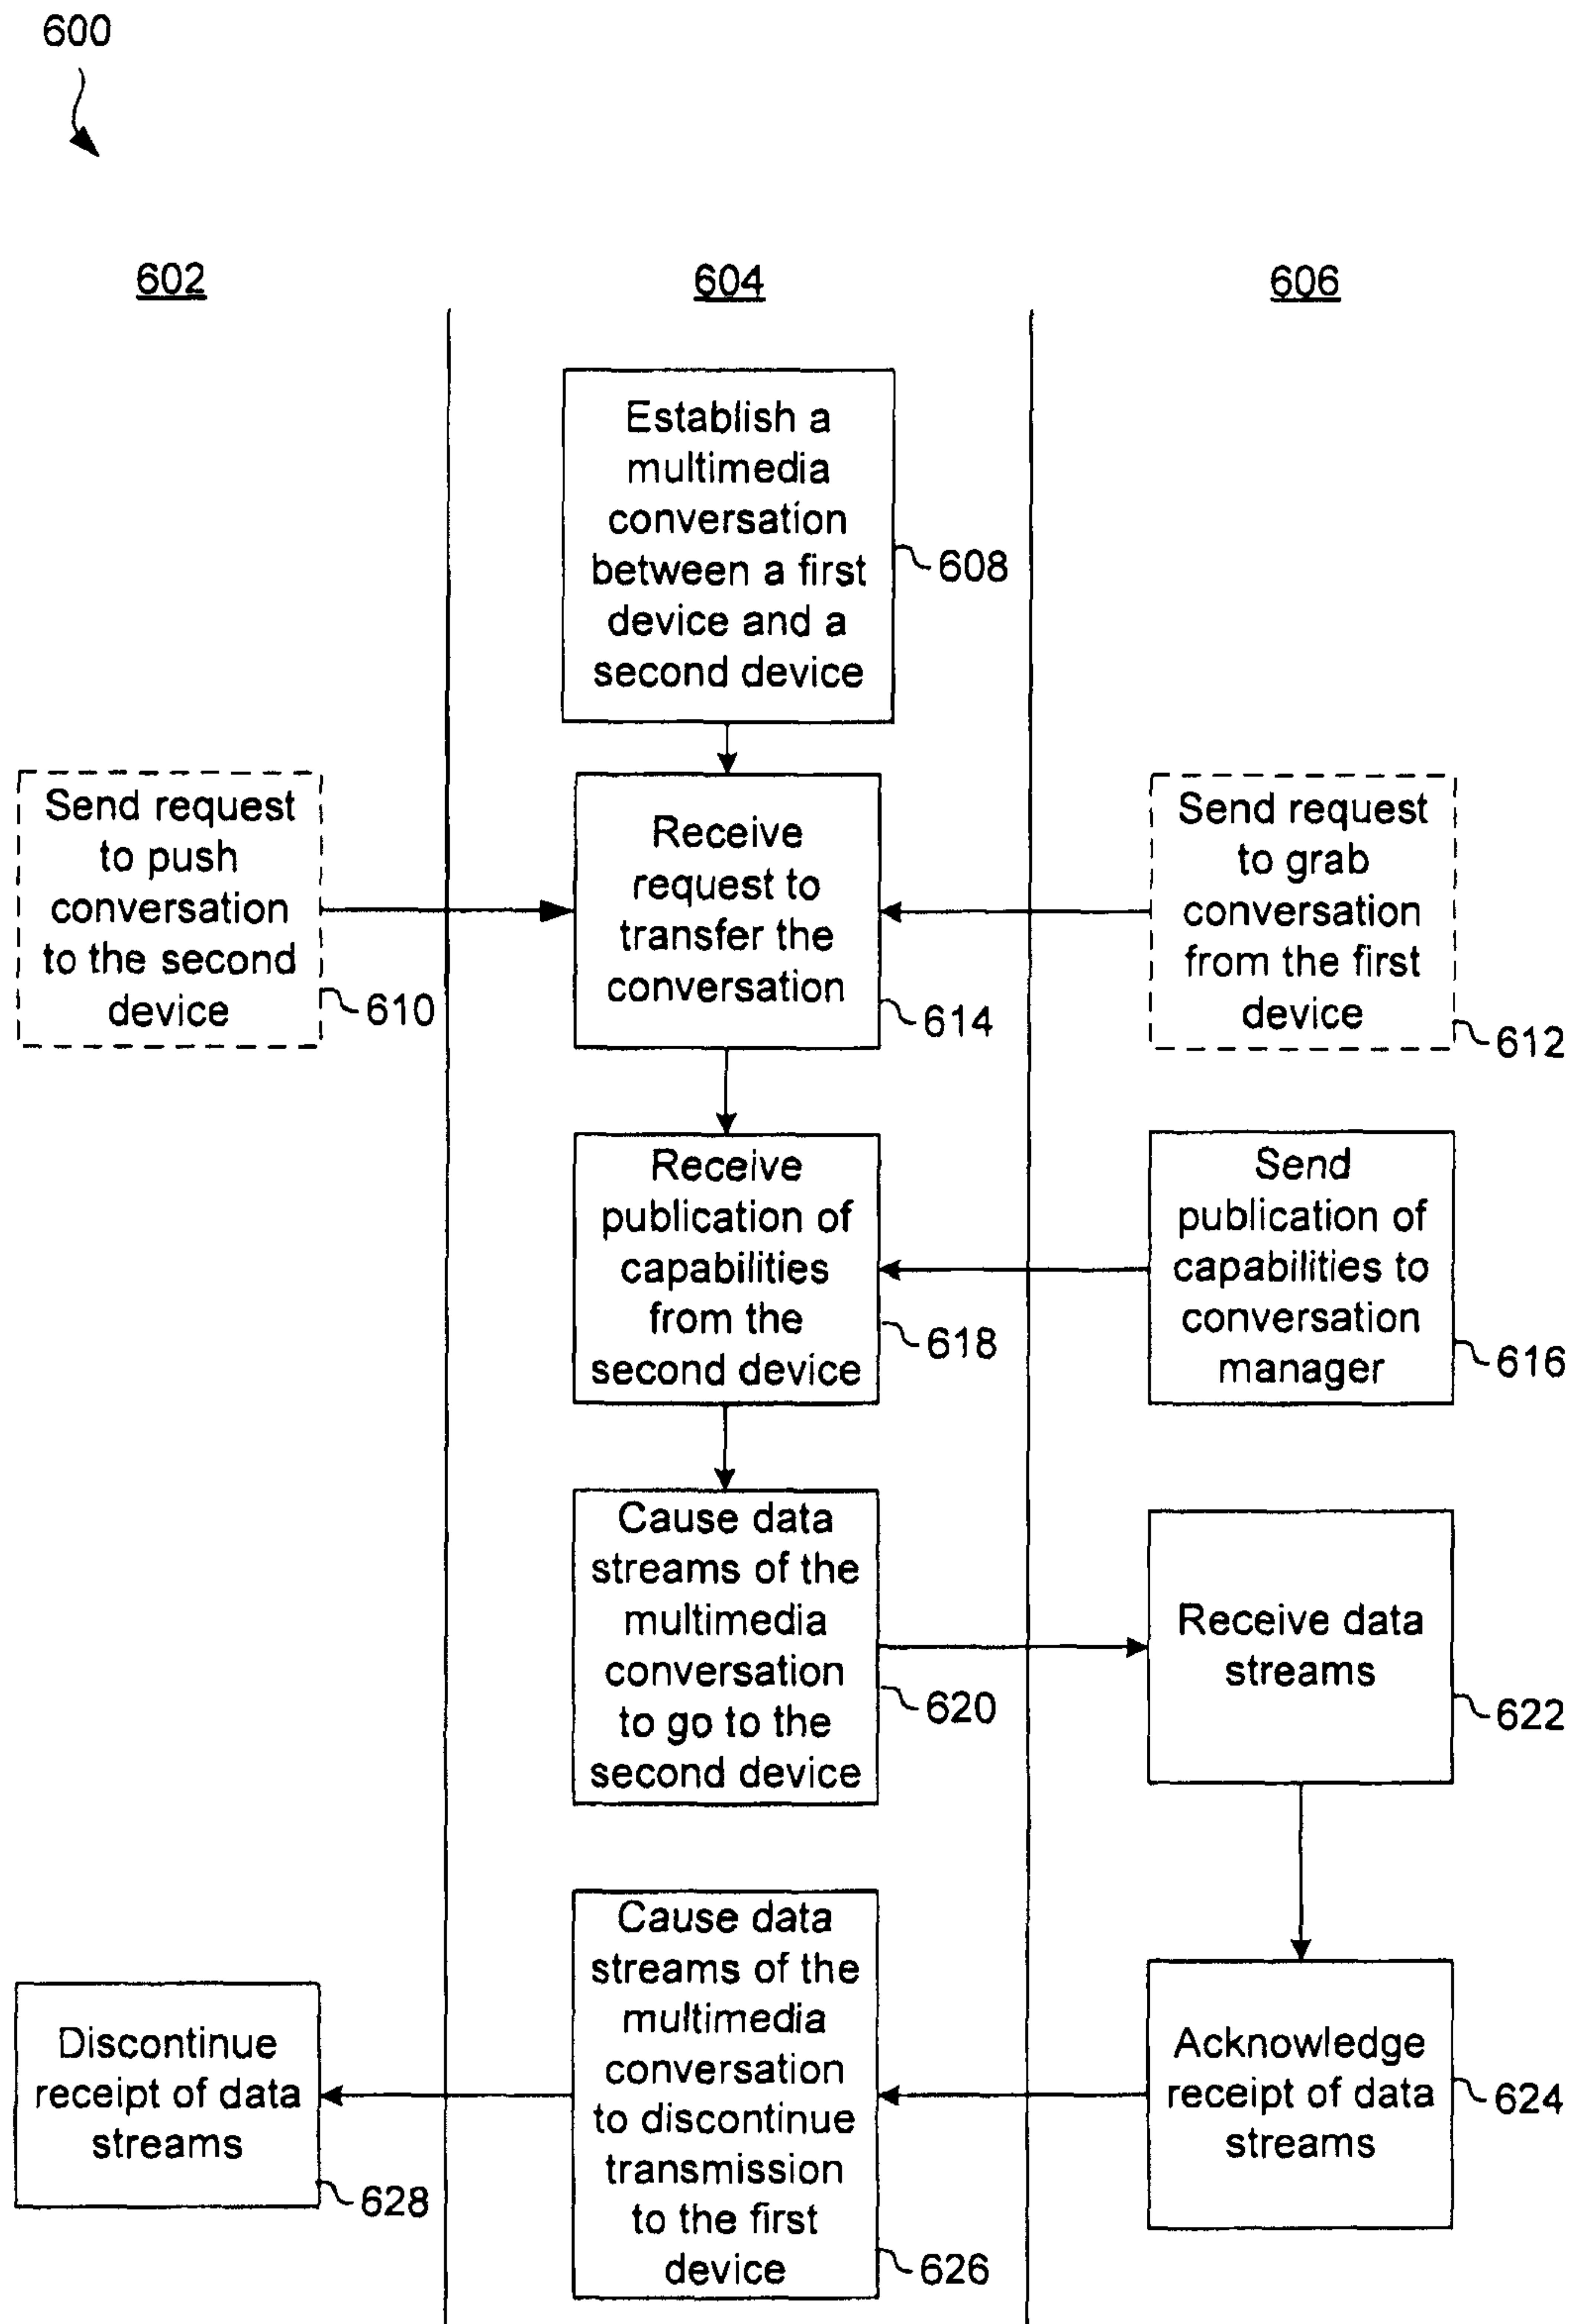 600
602
604
606
Establish a
multimedia
conversation
between a first
device and a
second device
608
Send request
to push
conversation
to the second
device
610
Receive
request to
transfer the
conversation
614
Send request
to grab
conversation
from the first
device
612
Receive
publication of
capabilities
from the
second device
618
Send
publication of
capabilities to
conversation
manager
616
Cause data
streams of the
multimedia
conversation
to go to the
second device
620
Receive data
streams
622
Discontinue
receipt of data
streams
628
Cause data
streams of the
multimedia
conversation
to discontinue
transmission
to the first
device
626
Acknowledge
receipt of data
streams
624